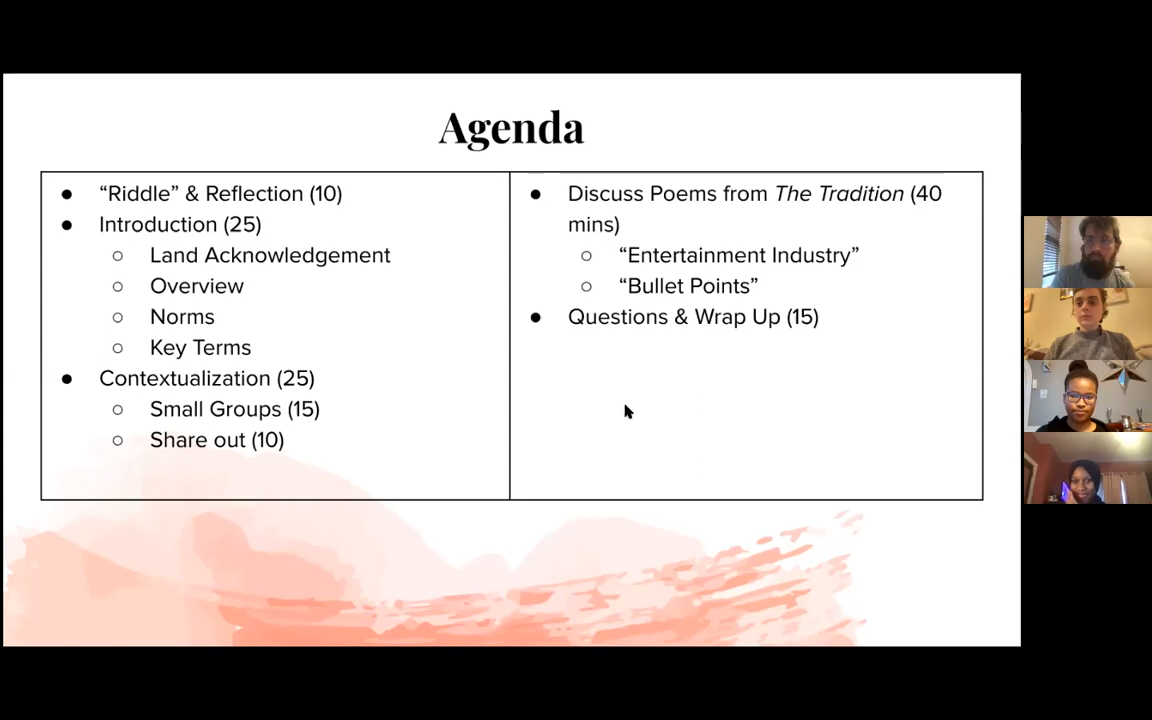 Agenda
● “Riddle” & Reflection (10)
● Introduction (25)
○ Land Acknowledgement
○ Overview
○ Norms
○ Key Terms
● Contextualization (25)
○ Small Groups (15)
○ Share out (10)
● Discuss Poems from The Tradition (40
mins)
○ “Entertainment Industry”
○ “Bullet Points”
● Questions & Wrap Up (15)